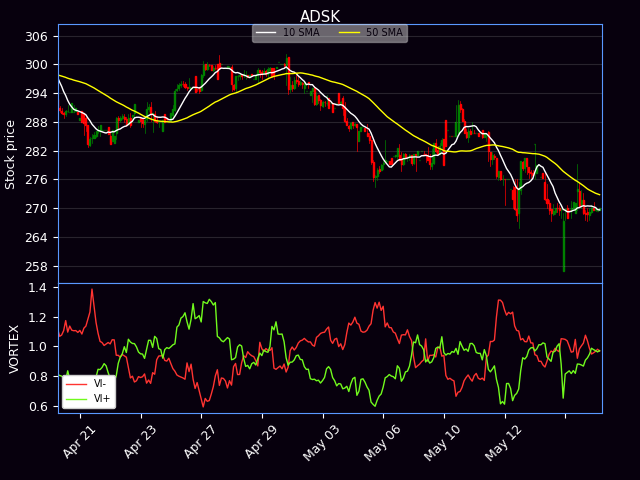 ADSK
10 SMA 50 SMA
306
300
294
288
282
276
270
264
258
Stock price
1.4
1.2
1.0
0.8
0.6
VORTEX
VI-
VI+
Apr 21 Apr 23 Apr 27 Apr 29 May 03 May 06 May 10 May 12